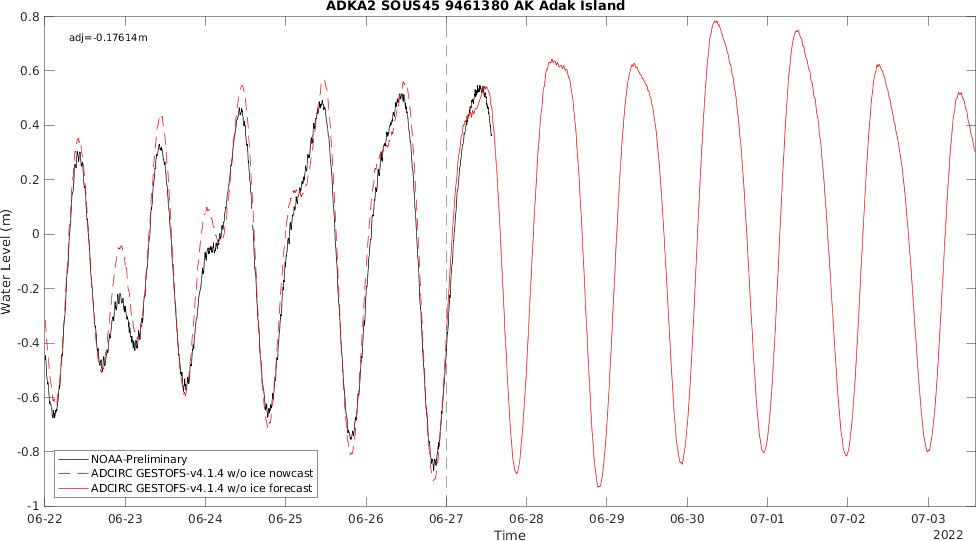 ADKA2 SOUS45 9461380 AK Adak Island
adj=-0.17614m
0.8
0.6
0.4
0.2
0
-0.2
-0.4
-0.6
-0.8
-1
Water Level (m)
NOAA-Preliminary
ADCIRC GESTOFS-v4.1.4 w/o ice nowcast
ADCIRC GESTOFS-v4.1.4 w/o ice forecast
06-22 06-23 06-24 06-25 06-26 06-27 06-28 06-29 06-30 07-01 07-02 07-03
Time
2022